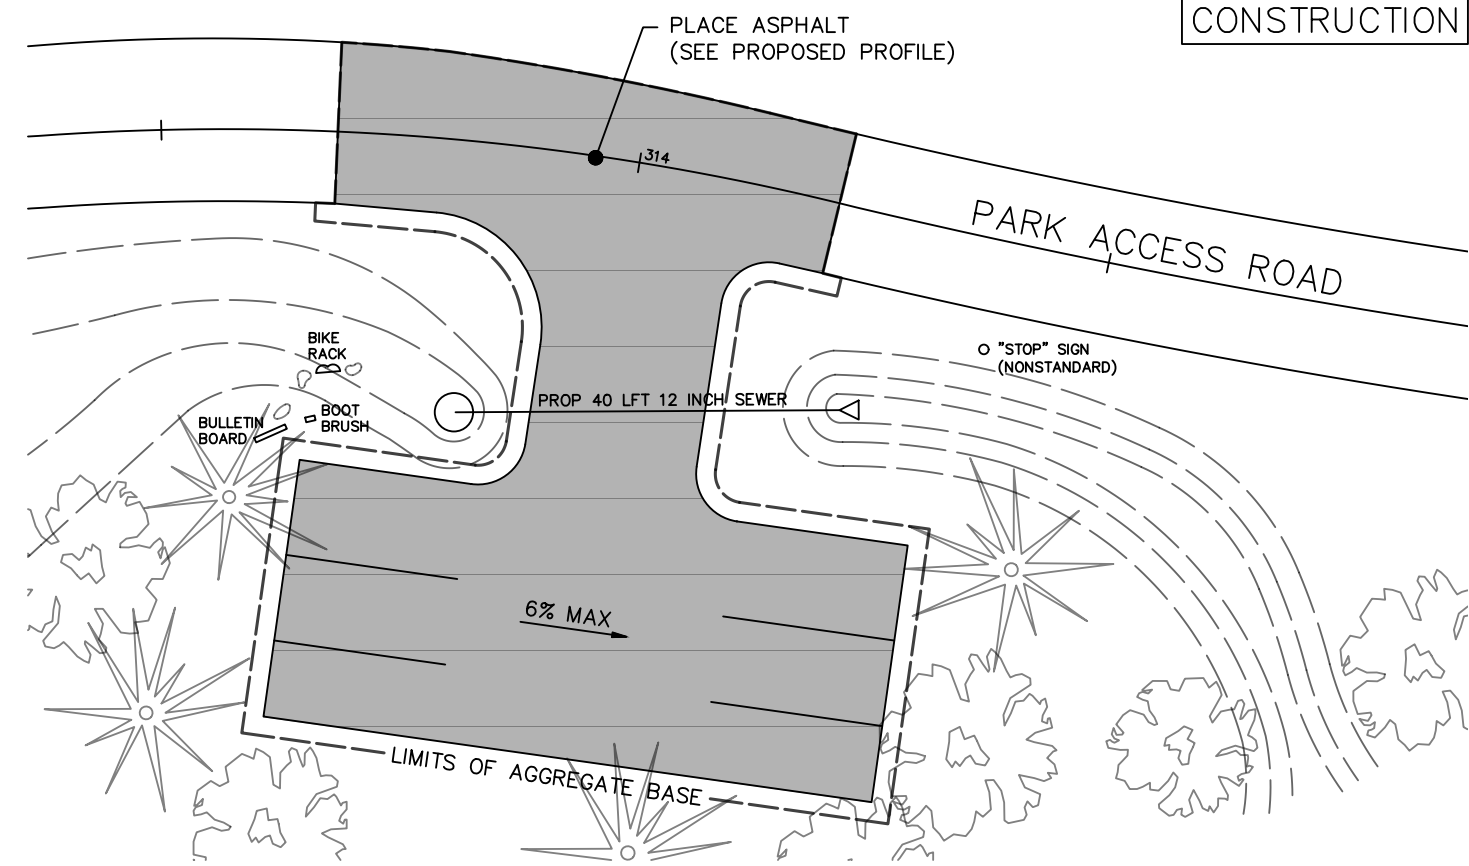 CONSTRUCTION
PLACE ASPHALT
(SEE PROPOSED PROFILE)
314
PARK ACCESS ROAD
BIKE
RACK
"STOP" SIGN
(NONSTANDARD)
PROP 40 LFT 12 INCH SEWER
BULLETIN
BOARD
BOOT
BRUSH
6% MAX
LIMITS OF AGGREGATE BASE